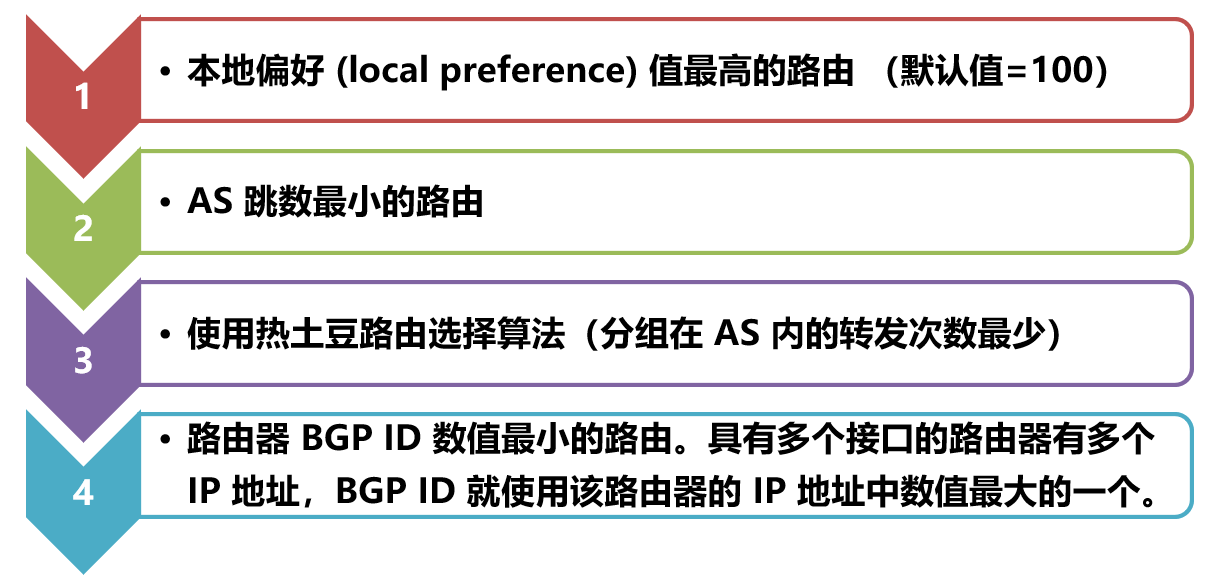 1
• 本地偏好 (local preference) 值最高的路由 （默认值=100）
2
• AS 跳数最小的路由
3
• 使用热土豆路由选择算法（分组在 AS 内的转发次数最少）
4
• 路由器 BGP ID 数值最小的路由。具有多个接口的路由器有多个
IP 地址，BGP ID 就使用该路由器的 IP 地址中数值最大的一个。